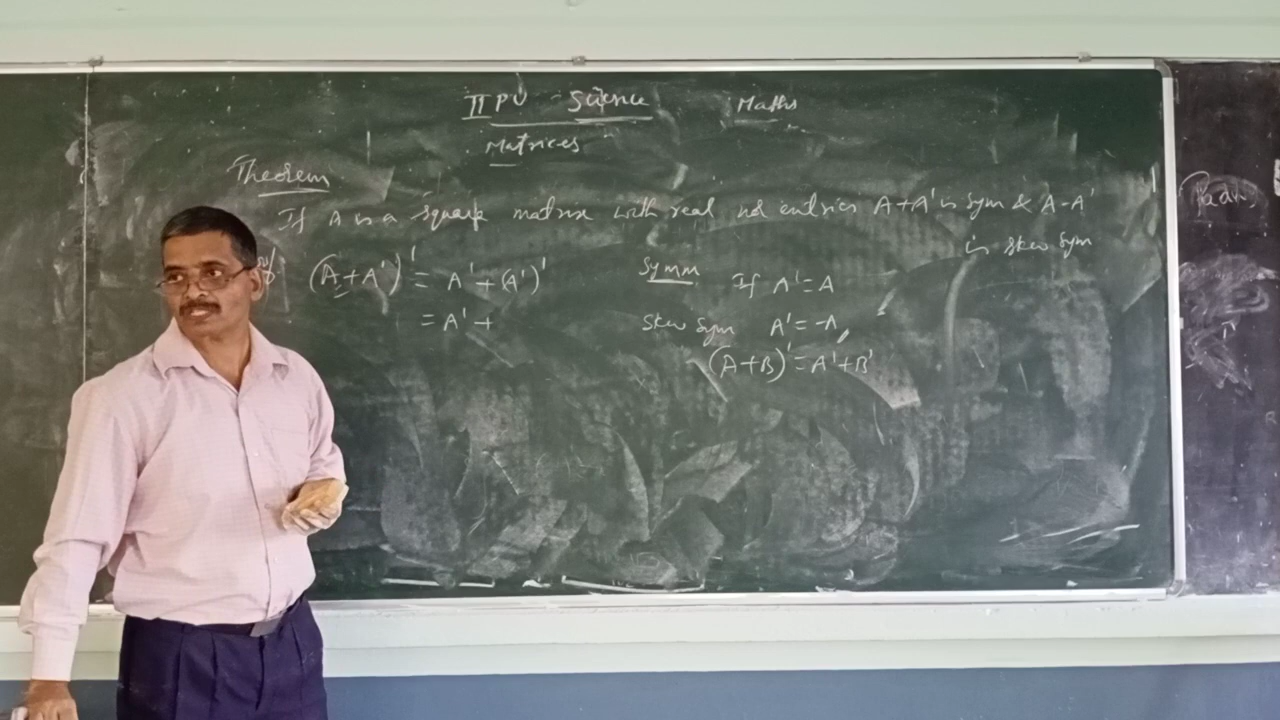 II PU Science Maths
Matrices
Theorem
If A is a square matrix with real no entries A+A' is sym & A-A'
is skew sym
(A+A')' = A' + (A')'
= A' +
Symm If A' = A
Skew Sym A' = -A
(A+B)' = A'+B'